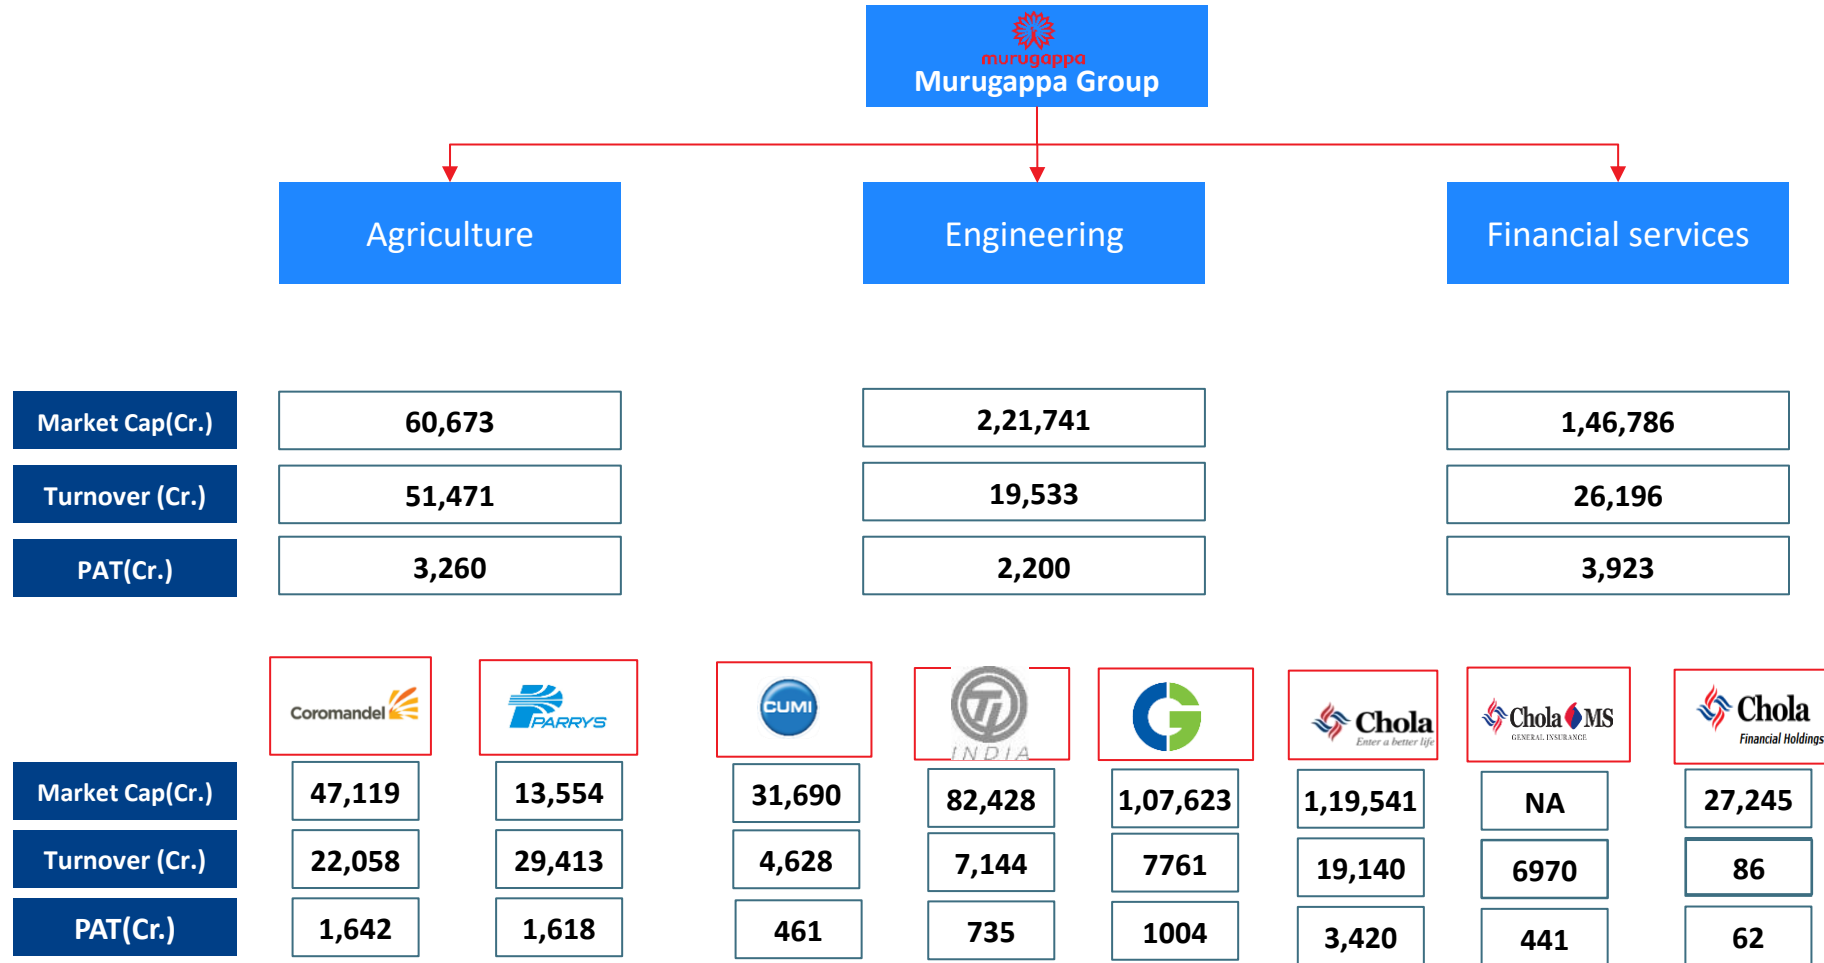 murugappa
Murugappa Group
Agriculture
Engineering
Financial services
Market Cap(Cr.)
60,673
2,21,741
1,46,786
Turnover (Cr.)
51,471
19,533
26,196
PAT(Cr.)
3,260
2,200
3,923
Coromandel
PARRYS
CUMI
TI
INDIA
Chola
Enter a better life
Chola MS
GENERAL INSURANCE
Chola
Financial Holdings
Market Cap(Cr.)
47,119
13,554
31,690
82,428
1,07,623
1,19,541
NA
27,245
Turnover (Cr.)
22,058
29,413
4,628
7,144
7761
19,140
6970
86
PAT(Cr.)
1,642
1,618
461
735
1004
3,420
441
62